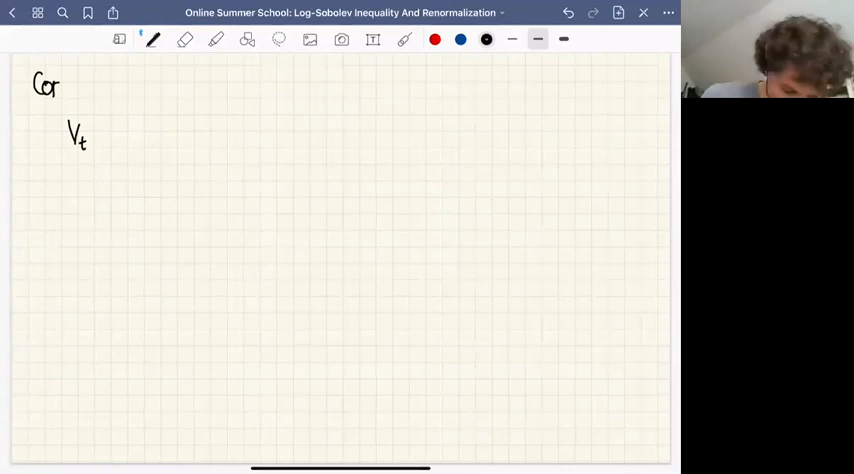 Online Summer School: Log-Sobolev Inequality And Renormalization
Cor
V_t